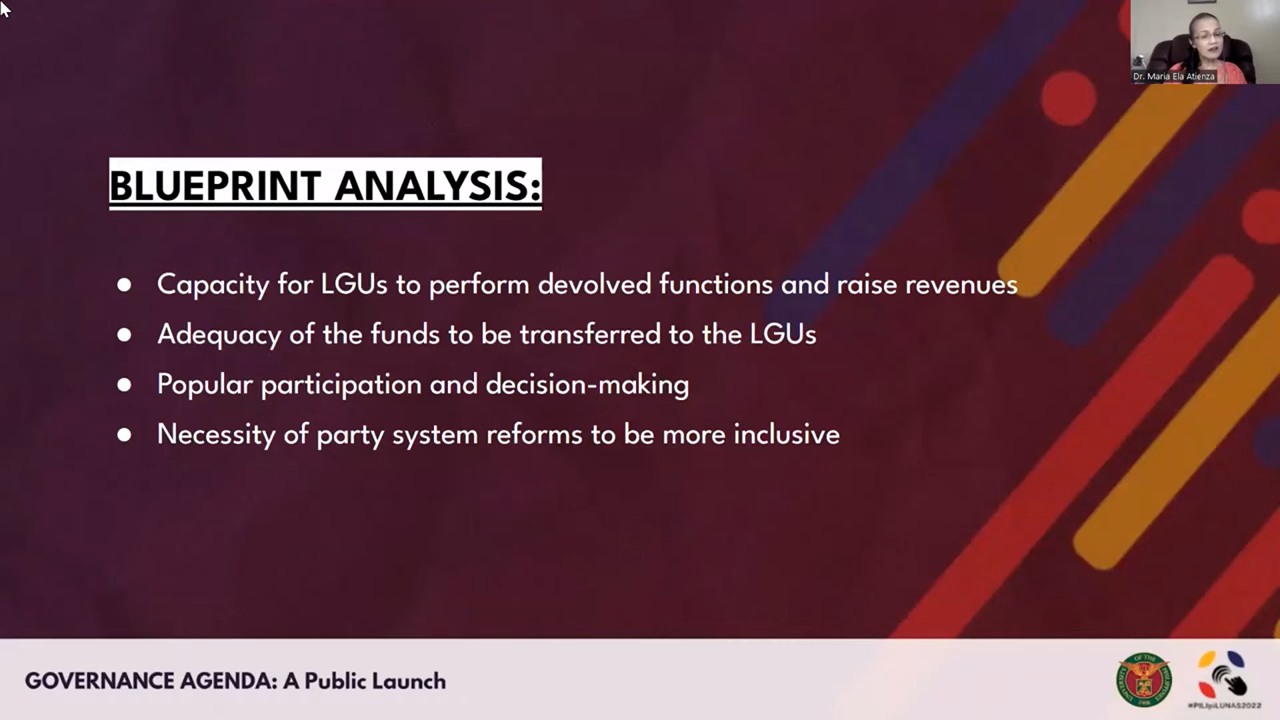 Dr. Maria Ela Atienza
BLUEPRINT ANALYSIS:
● Capacity for LGUs to perform devolved functions and raise revenues
● Adequacy of the funds to be transferred to the LGUs
● Popular participation and decision-making
● Necessity of party system reforms to be more inclusive
GOVERNANCE AGENDA: A Public Launch
#PILIpiLUNAS2022